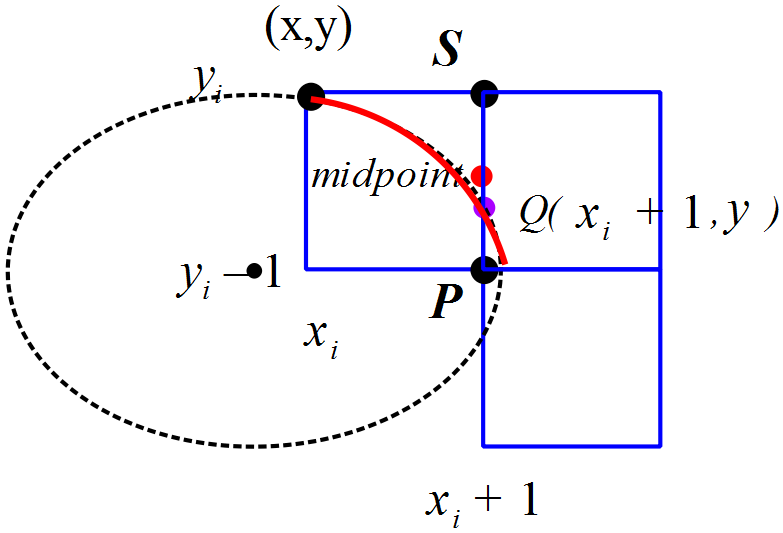 (x,y)
S
y_i
midpoint
Q( x_i + 1 , y )
y_i – 1
P
x_i
x_i + 1